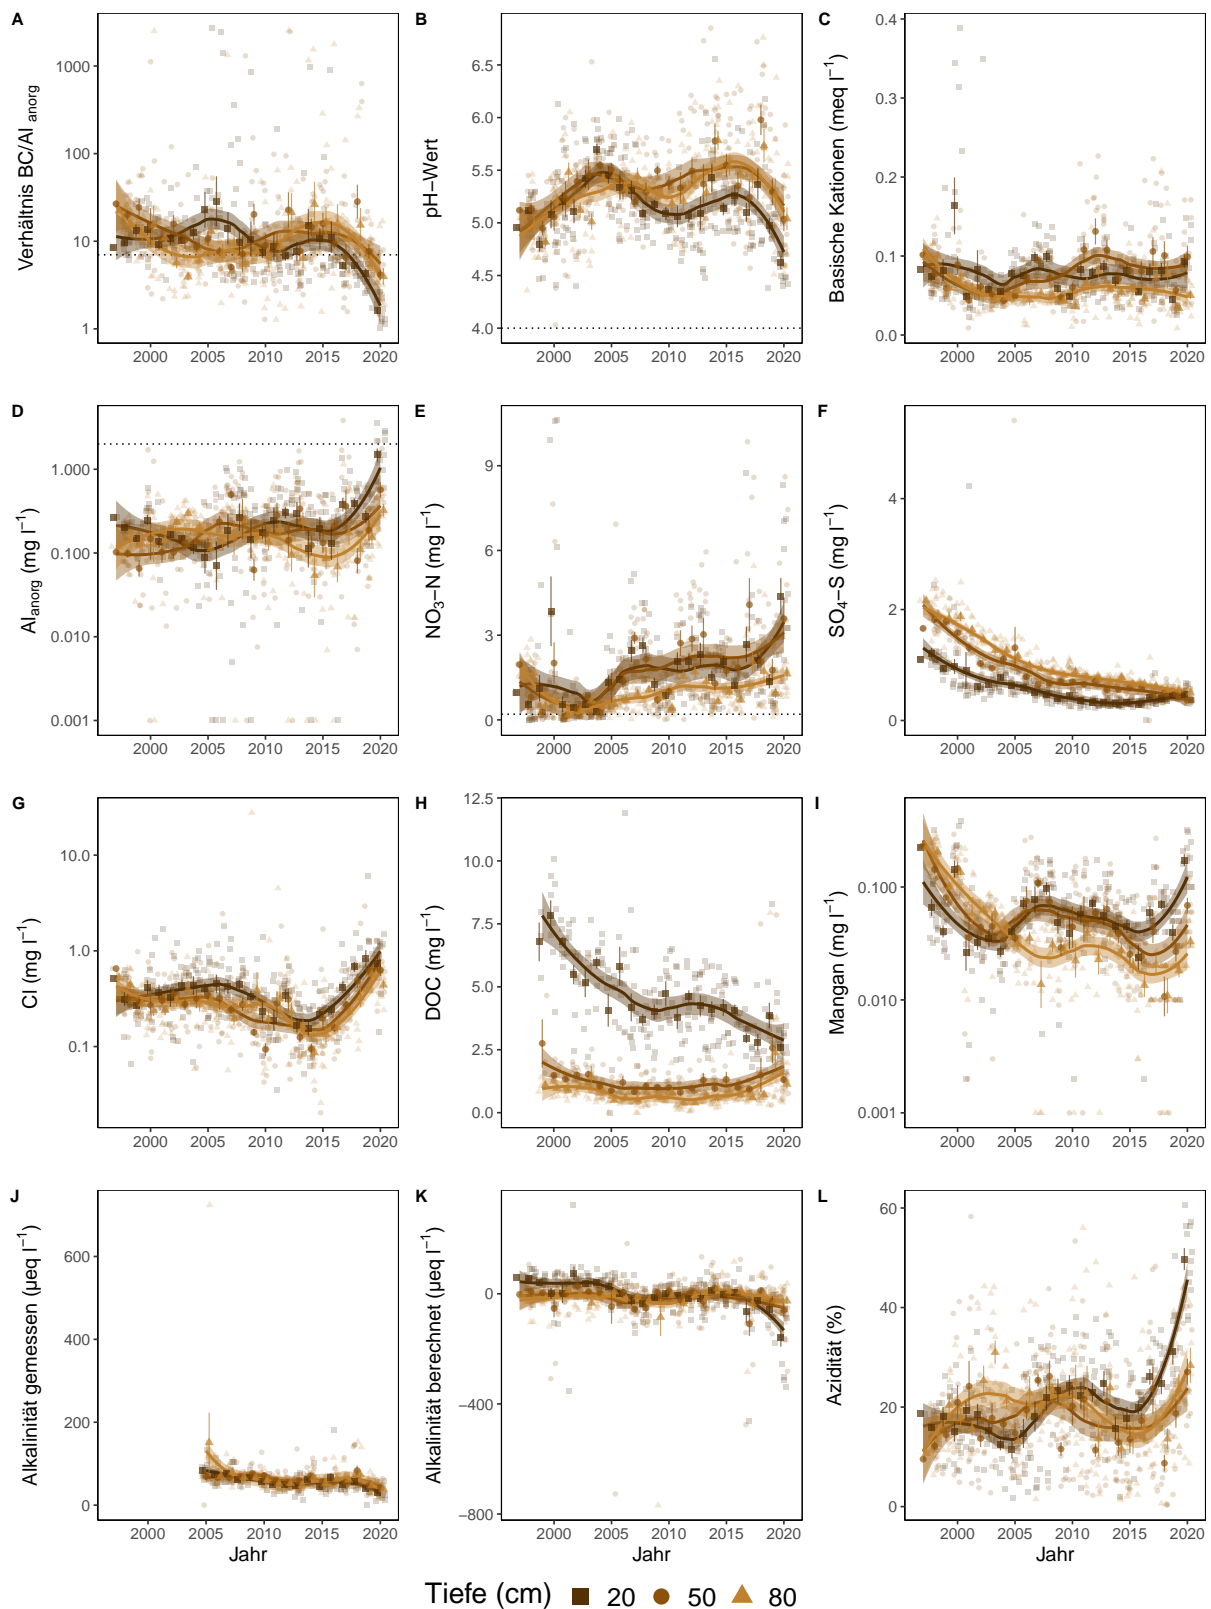 A
Verhältnis BC/Al anorg
1000
100
10
1
2000 2005 2010 2015 2020
B
pH−Wert
6.5
6.0
5.5
5.0
4.5
4.0
2000 2005 2010 2015 2020
C
Basische Kationen (meq l−1)
0.4
0.3
0.2
0.1
0.0
2000 2005 2010 2015 2020
D
Alanorg (mg l−1)
1.000
0.100
0.010
0.001
2000 2005 2010 2015 2020
E
NO3−N (mg l−1)
9
6
3
0
2000 2005 2010 2015 2020
F
SO4−S (mg l−1)
4
2
0
2000 2005 2010 2015 2020
G
Cl (mg l−1)
10.0
1.0
0.1
2000 2005 2010 2015 2020
H
DOC (mg l−1)
12.5
10.0
7.5
5.0
2.5
0.0
2000 2005 2010 2015 2020
I
Mangan (mg l−1)
0.100
0.010
0.001
2000 2005 2010 2015 2020
J
Alkalinität gemessen (µeq l−1)
600
400
200
0
2000 2005 2010 2015 2020
Jahr
K
Alkalinität berechnet (µeq l−1)
0
−400
−800
2000 2005 2010 2015 2020
Jahr
L
Azidität (%)
60
40
20
0
2000 2005 2010 2015 2020
Jahr
Tiefe (cm) 20 50 80